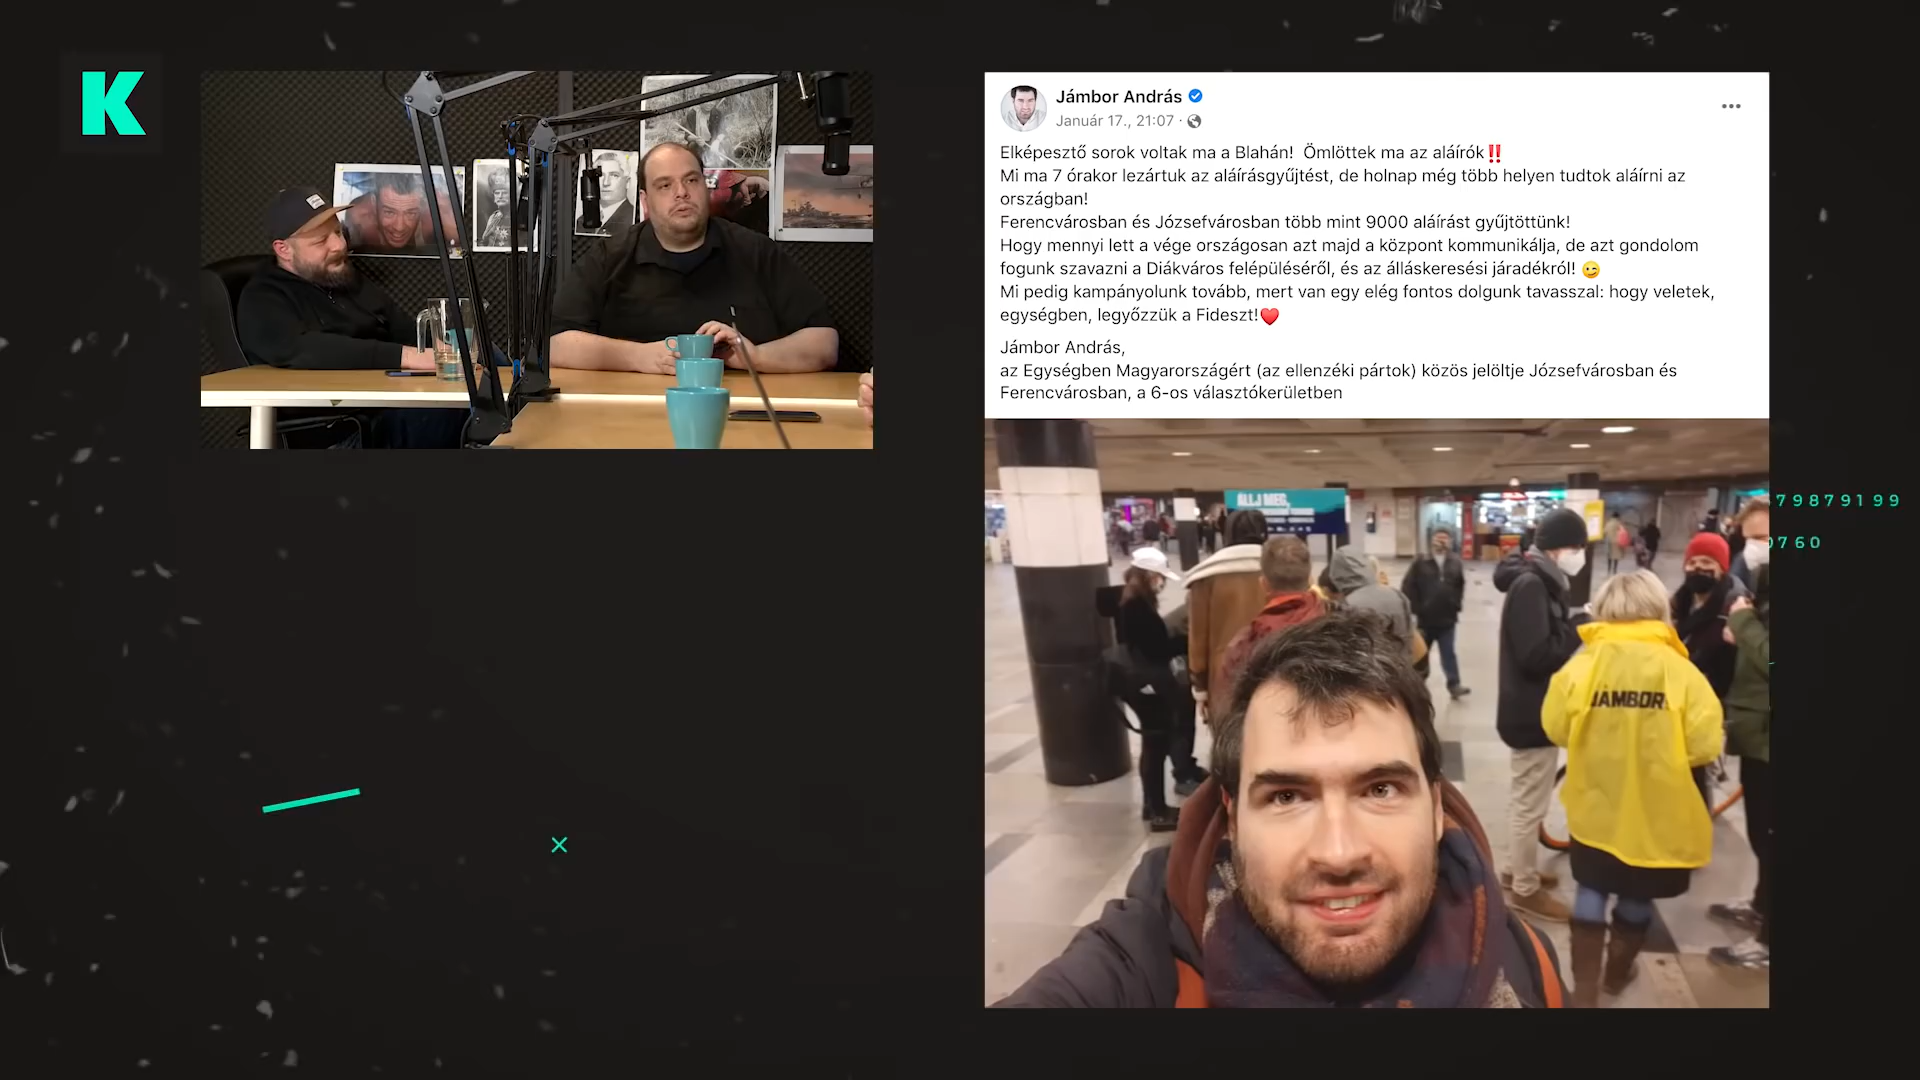 K
Jámbor András
Január 17., 21:07 ·
Elképesztő sorok voltak ma a Blahán!  Ömlöttek ma az aláírók‼️
Mi ma 7 órakor lezártuk az aláírásgyűjtést, de holnap még több helyen tudtok aláírni az
országban!
Ferencvárosban és Józsefvárosban több mint 9000 aláírást gyűjtöttünk!
Hogy mennyi lett a vége országosan azt majd a központ kommunikálja, de azt gondolom
fogunk szavazni a Diákváros felépüléséről, és az álláskeresési járadékról! 😉
Mi pedig kampányolunk tovább, mert van egy elég fontos dolgunk tavasszal: hogy veletek,
egységben, legyőzzük a Fideszt!❤️
Jámbor András,
az Egységben Magyarországért (az ellenzéki pártok) közös jelöltje Józsefvárosban és
Ferencvárosban, a 6-os választókerületben
ÁLLJ MEG,
JÁMBOR
79879199
0760